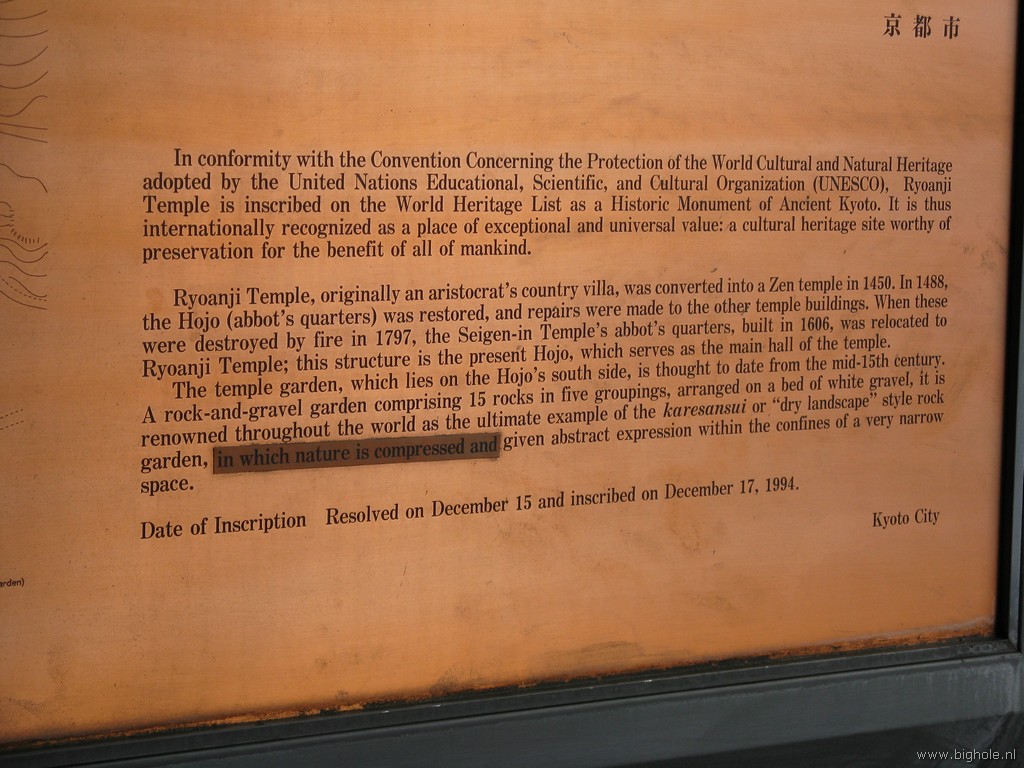 京都市
In conformity with the Convention Concerning the Protection of the World Cultural and Natural Heritage
adopted by the United Nations Educational, Scientific, and Cultural Organization (UNESCO), Ryoanji
Temple is inscribed on the World Heritage List as a Historic Monument of Ancient Kyoto. It is thus
internationally recognized as a place of exceptional and universal value: a cultural heritage site worthy of
preservation for the benefit of all of mankind.
Ryoanji Temple, originally an aristocrat's country villa, was converted into a Zen temple in 1450. In 1488,
the Hojo (abbot's quarters) was restored, and repairs were made to the other temple buildings. When these
were destroyed by fire in 1797, the Seigen-in Temple's abbot's quarters, built in 1606, was relocated to
Ryoanji Temple; this structure is the present Hojo, which serves as the main hall of the temple.
The temple garden, which lies on the Hojo's south side, is thought to date from the mid-15th century.
A rock-and-gravel garden comprising 15 rocks in five groupings, arranged on a bed of white gravel, it is
renowned throughout the world as the ultimate example of the karesansui or "dry landscape" style rock
garden, in which nature is compressed and given abstract expression within the confines of a very narrow
space.
Date of Inscription Resolved on December 15 and inscribed on December 17, 1994.
Kyoto City
arden)
www.bighole.nl